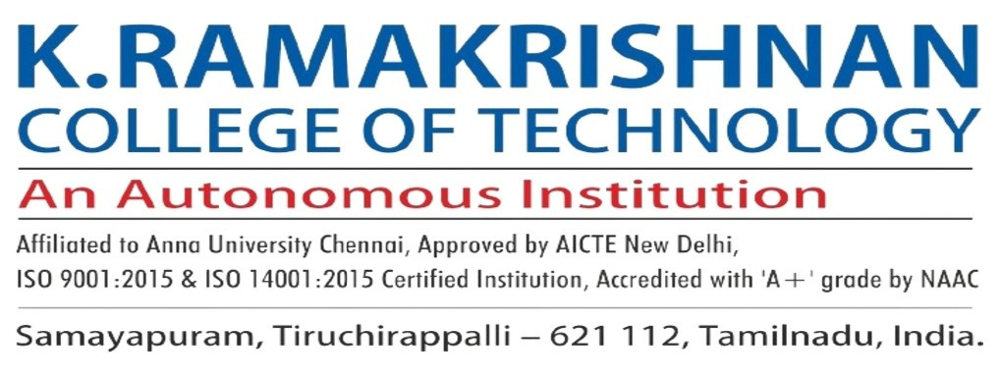 K.RAMAKRISHNAN
COLLEGE OF TECHNOLOGY
An Autonomous Institution
Affiliated to Anna University Chennai, Approved by AICTE New Delhi,
ISO 9001:2015 & ISO 14001:2015 Certified Institution, Accredited with 'A+' grade by NAAC
Samayapuram, Tiruchirappalli – 621 112, Tamilnadu, India.